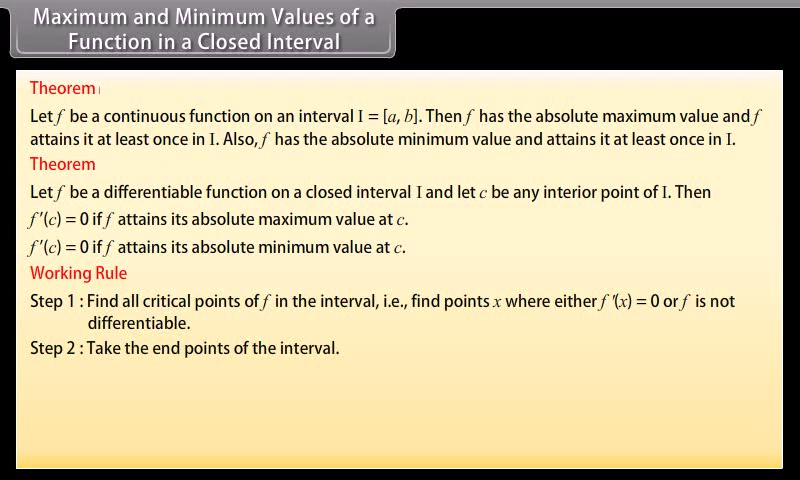 Maximum and Minimum Values of a
Function in a Closed Interval
Theorem
Let f be a continuous function on an interval I = [a, b]. Then f has the absolute maximum value and f
attains it at least once in I. Also, f has the absolute minimum value and attains it at least once in I.
Theorem
Let f be a differentiable function on a closed interval I and let c be any interior point of I. Then
f ′(c) = 0 if f attains its absolute maximum value at c.
f ′(c) = 0 if f attains its absolute minimum value at c.
Working Rule
Step 1 : Find all critical points of f in the interval, i.e., find points x where either f ′(x) = 0 or f is not
differentiable.
Step 2 : Take the end points of the interval.